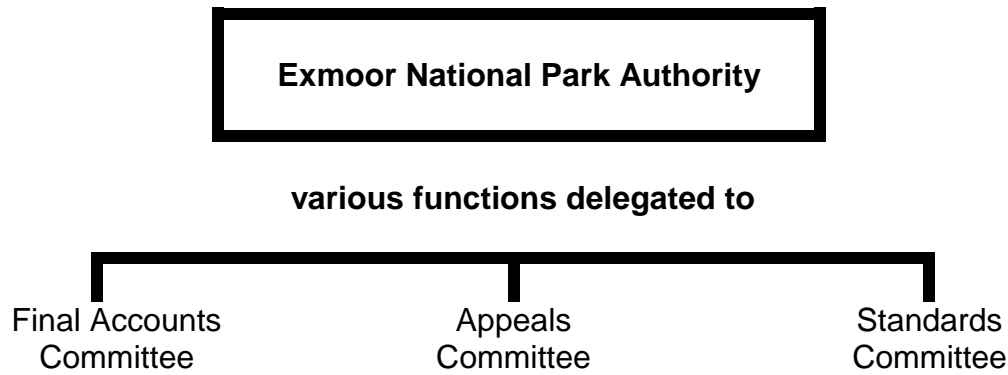 Exmoor National Park Authority
various functions delegated to
Final Accounts
Committee
Appeals
Committee
Standards
Committee